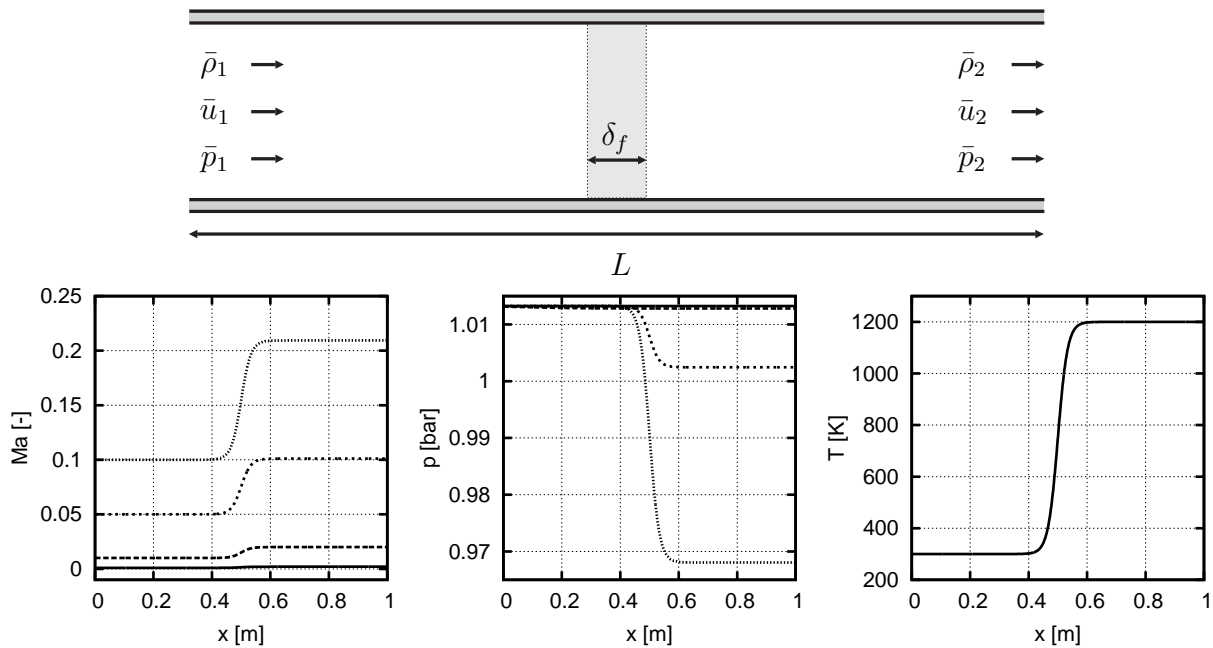 ρ̄₁ ρ̄₂
ū₁ δ_f ū₂
p̄₁ p̄₂
L
0.25
0.2
0.15
0.1
0.05
0
Ma [-]
0 0.2 0.4 0.6 0.8 1
x [m]
1.01
1
0.99
0.98
0.97
p [bar]
0 0.2 0.4 0.6 0.8 1
x [m]
1200
1000
800
600
400
200
T [K]
0 0.2 0.4 0.6 0.8 1
x [m]